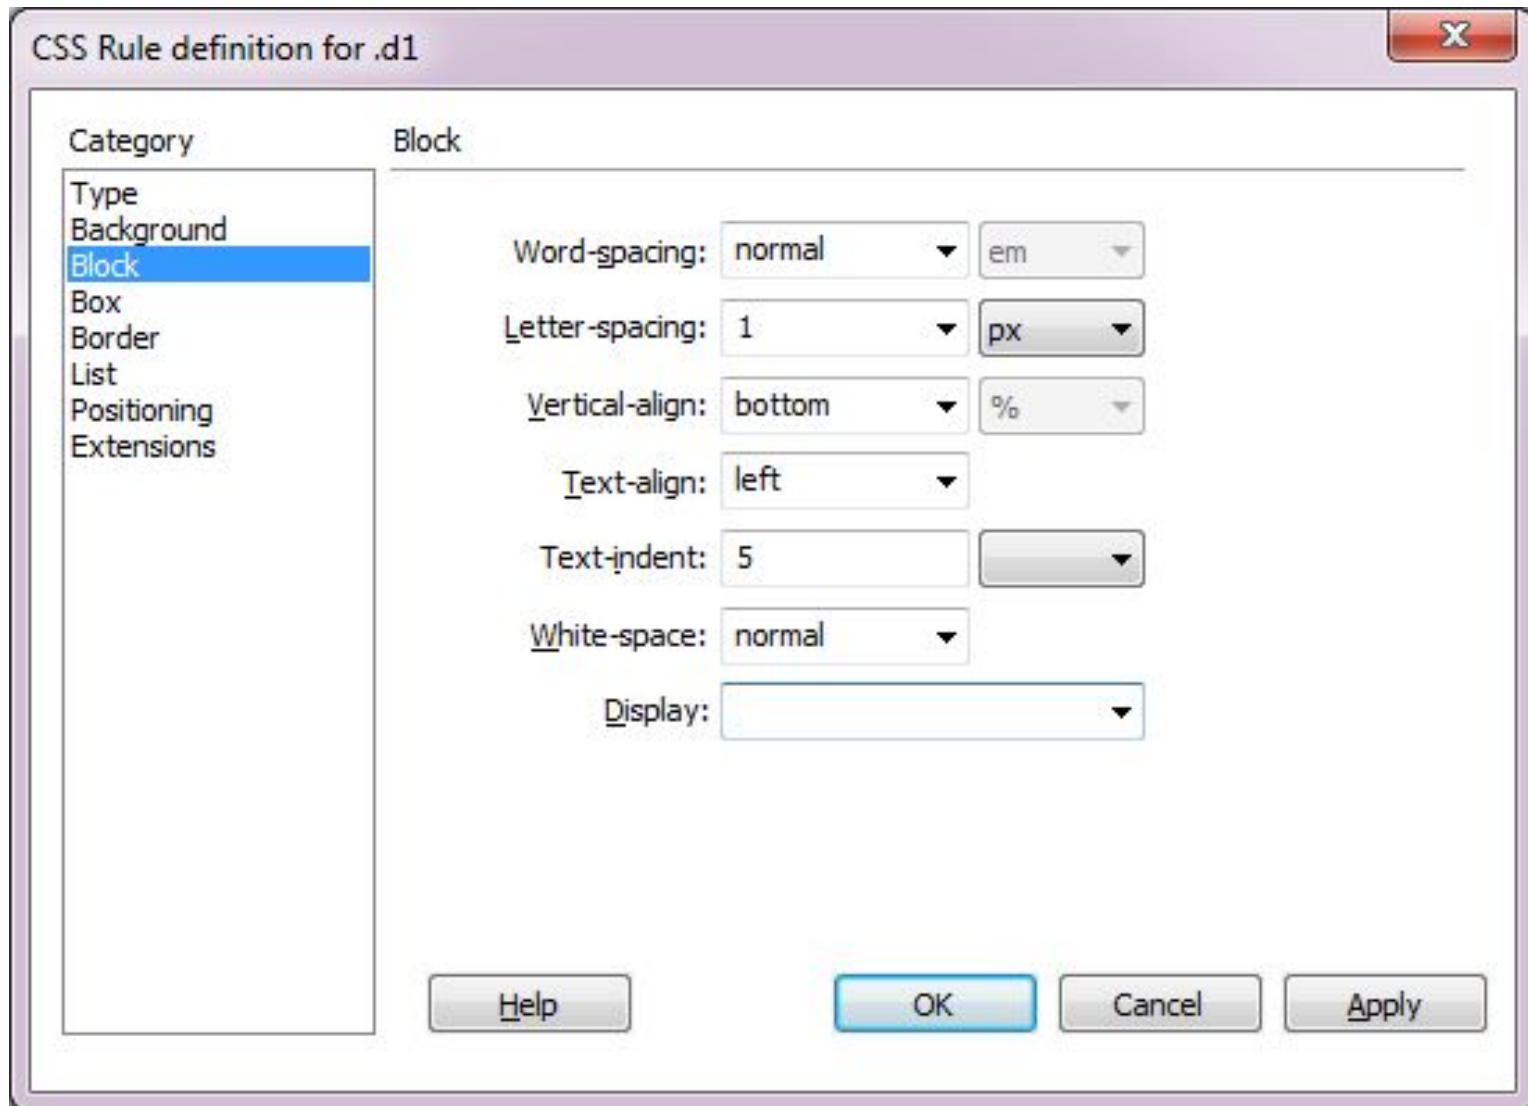 CSS Rule definition for .d1
x
Category
Type
Background
Block
Box
Border
List
Positioning
Extensions
Block
Word-spacing: normal em
Letter-spacing: 1 px
Vertical-align: bottom %
Text-align: left
Text-indent: 5
White-space: normal
Display:
Help OK Cancel Apply